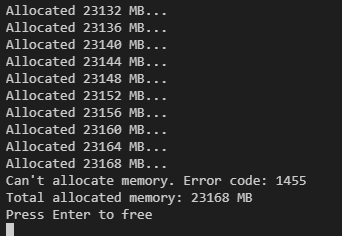 Allocated 23132 MB...
Allocated 23136 MB...
Allocated 23140 MB...
Allocated 23144 MB...
Allocated 23148 MB...
Allocated 23152 MB...
Allocated 23156 MB...
Allocated 23160 MB...
Allocated 23164 MB...
Allocated 23168 MB...
Can't allocate memory. Error code: 1455
Total allocated memory: 23168 MB
Press Enter to free